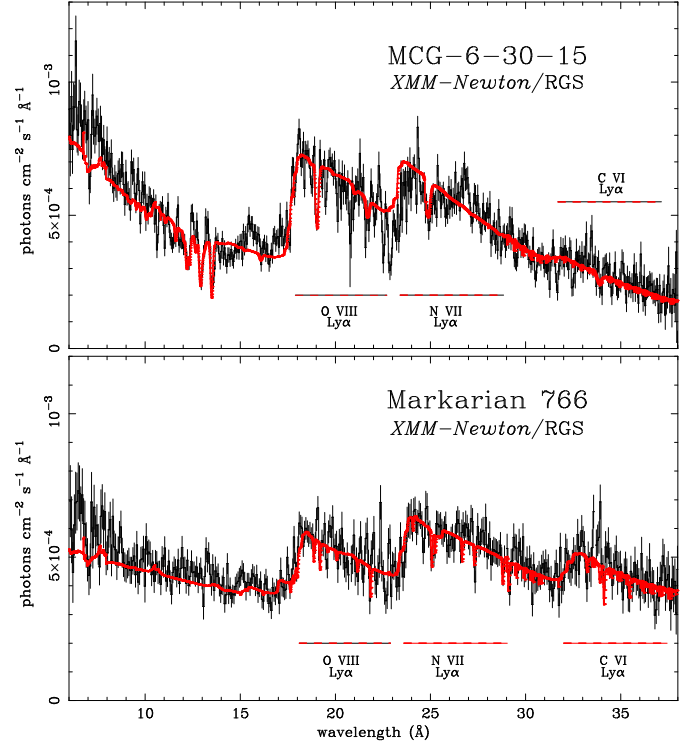 MCG-6-30-15
XMM-Newton/RGS
10⁻³
5×10⁻⁴
0
photons cm⁻² s⁻¹ Å⁻¹
C VI
Lyα
O VIII
Lyα
N VII
Lyα
Markarian 766
XMM-Newton/RGS
10⁻³
5×10⁻⁴
0
photons cm⁻² s⁻¹ Å⁻¹
O VIII
Lyα
N VII
Lyα
C VI
Lyα
10 15 20 25 30 35
wavelength (Å)